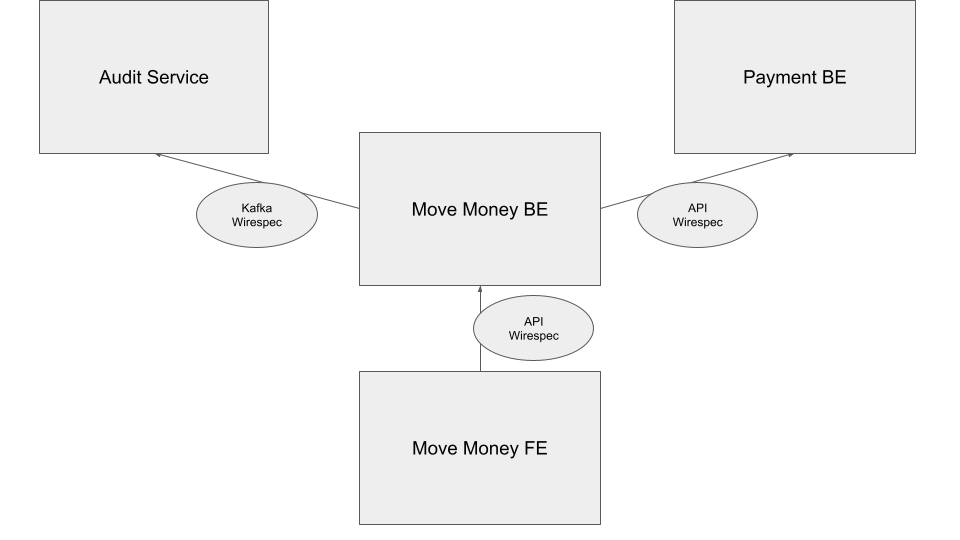 Audit Service
Payment BE
Move Money BE
Kafka
Wirespec
API
Wirespec
API
Wirespec
Move Money FE